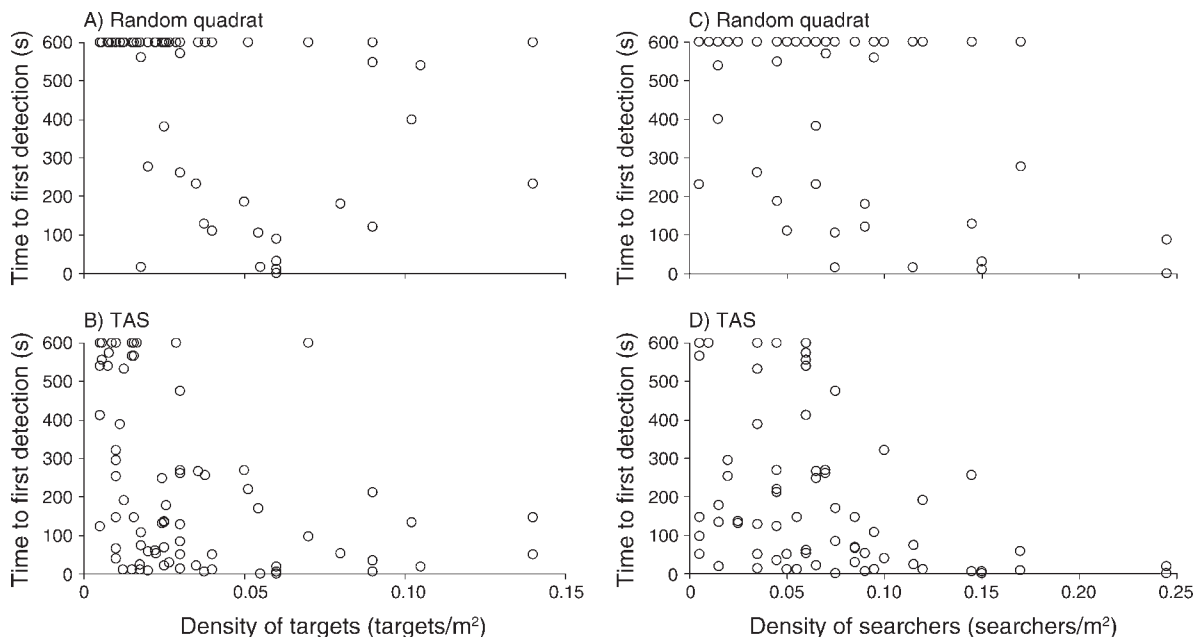 A) Random quadrat
Time to first detection (s)
600
500
400
300
200
100
0
C) Random quadrat
Time to first detection (s)
600
500
400
300
200
100
0
B) TAS
Time to first detection (s)
600
500
400
300
200
100
0
0 0.05 0.10 0.15
Density of targets (targets/m²)
D) TAS
Time to first detection (s)
600
500
400
300
200
100
0
0 0.05 0.10 0.15 0.20 0.25
Density of searchers (searchers/m²)